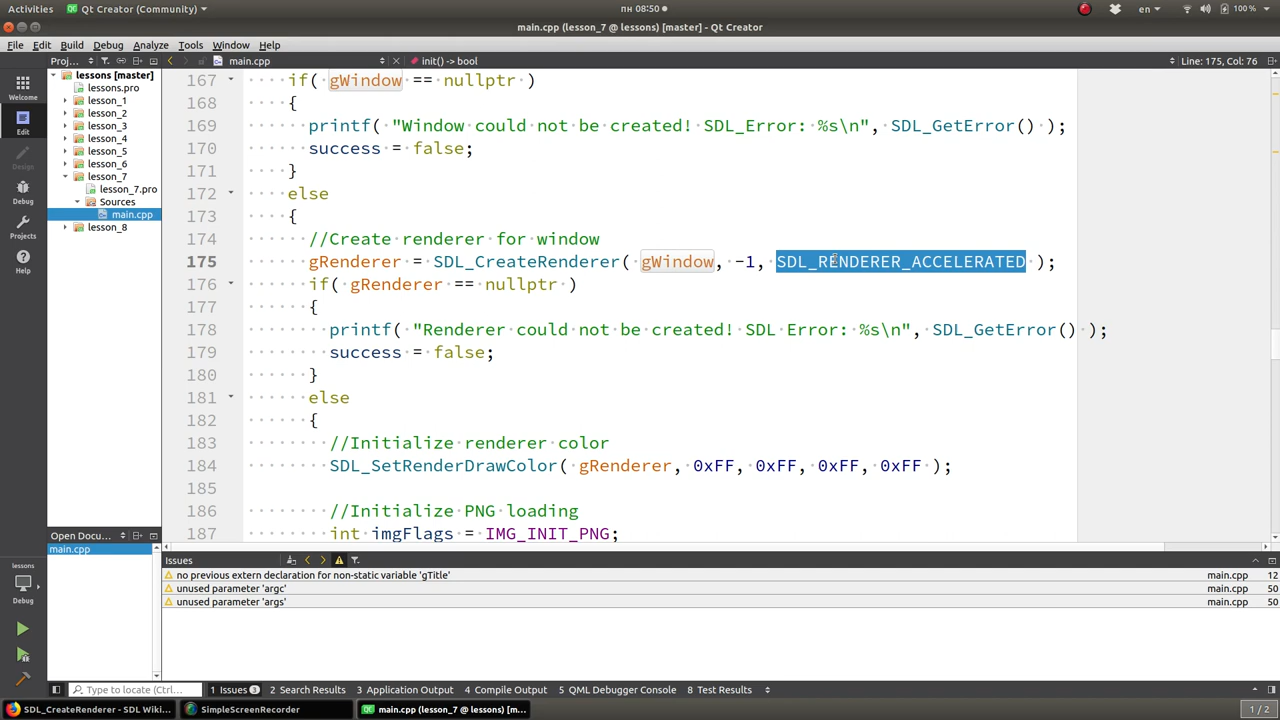 Activities Qt Creator (Community) пн 08:50 en 100 %
main.cpp (lesson_7 @ lessons) [master] - Qt Creator
File Edit Build Debug Analyze Tools Window Help
Proj... main.cpp init() -> bool Line: 175, Col: 76
Welcome
Edit
Design
Debug
Projects
Help
lessons [master]
lessons.pro
lesson_1
lesson_2
lesson_3
lesson_4
lesson_5
lesson_6
lesson_7
lesson_7.pro
Sources
main.cpp
lesson_8
167 if( gWindow == nullptr )
168 {
169 printf( "Window could not be created! SDL_Error: %s\n", SDL_GetError() );
170 success = false;
171 }
172 else
173 {
174 //Create renderer for window
175 gRenderer = SDL_CreateRenderer( gWindow, -1, SDL_RENDERER_ACCELERATED );
176 if( gRenderer == nullptr )
177 {
178 printf( "Renderer could not be created! SDL Error: %s\n", SDL_GetError() );
179 success = false;
180 }
181 else
182 {
183 //Initialize renderer color
184 SDL_SetRenderDrawColor( gRenderer, 0xFF, 0xFF, 0xFF, 0xFF );
185
186 //Initialize PNG loading
187 int imgFlags = IMG_INIT_PNG;
Open Docu...
main.cpp
Issues
no previous extern declaration for non-static variable 'gTitle' main.cpp 12
unused parameter 'argc' main.cpp 50
unused parameter 'args' main.cpp 50
lessons
Debug
Type to locate (Ctrl+...
1 Issues 3 2 Search Results 3 Application Output 4 Compile Output 5 QML Debugger Console 8 Test Results
SDL_CreateRenderer - SDL Wiki... SimpleScreenRecorder main.cpp (lesson_7 @ lessons) [m... 1 / 2